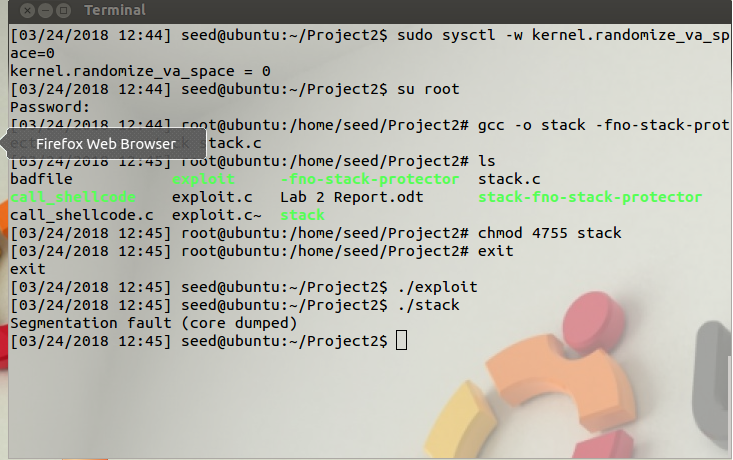 Terminal
[03/24/2018 12:44] seed@ubuntu:~/Project2$ sudo sysctl -w kernel.randomize_va_sp
ace=0
kernel.randomize_va_space = 0
[03/24/2018 12:44] seed@ubuntu:~/Project2$ su root
Password:
[03/24/2018 12:44] root@ubuntu:/home/seed/Project2# gcc -o stack -fno-stack-prot
ect
Firefox Web Browser
stack.c
[03/24/2018 12:45] root@ubuntu:/home/seed/Project2# ls
badfile exploit -fno-stack-protector stack.c
call_shellcode exploit.c Lab 2 Report.odt stack-fno-stack-protector
call_shellcode.c exploit.c~ stack
[03/24/2018 12:45] root@ubuntu:/home/seed/Project2# chmod 4755 stack
[03/24/2018 12:45] root@ubuntu:/home/seed/Project2# exit
exit
[03/24/2018 12:45] seed@ubuntu:~/Project2$ ./exploit
[03/24/2018 12:45] seed@ubuntu:~/Project2$ ./stack
Segmentation fault (core dumped)
[03/24/2018 12:45] seed@ubuntu:~/Project2$